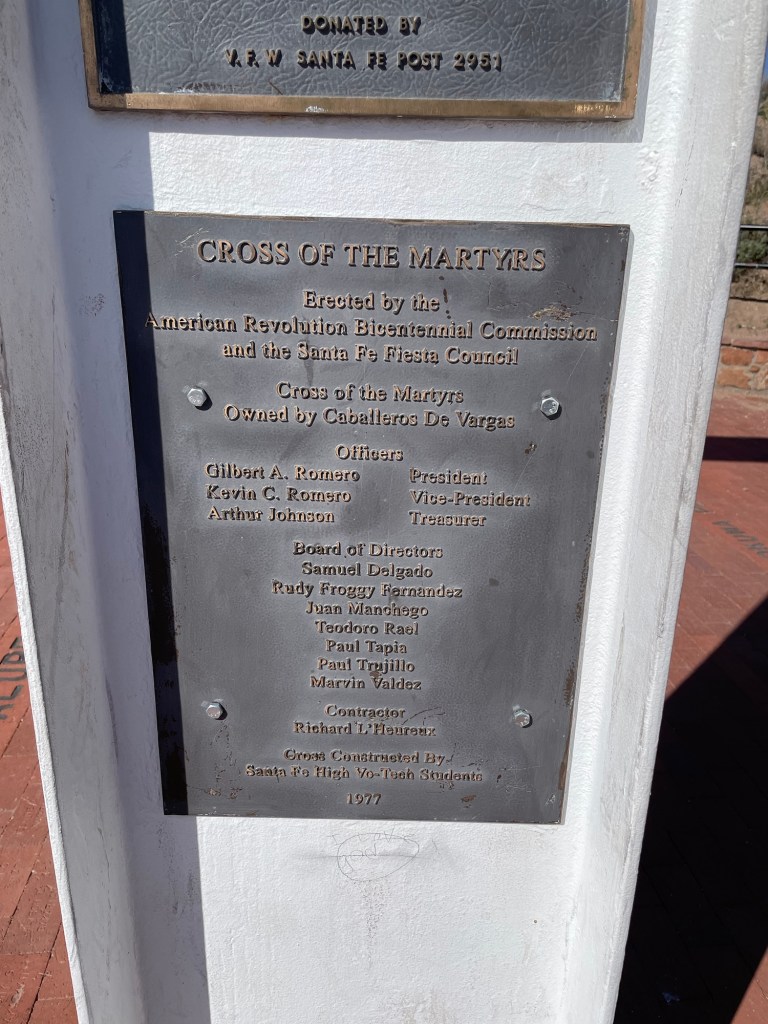 DONATED BY
V. F. W SANTA FE POST 2951
CROSS OF THE MARTYRS
Erected by the
American Revolution Bicentennial Commission
and the Santa Fe Fiesta Council
Cross of the Martyrs
Owned by Caballeros De Vargas
Officers
Gilbert A. Romero President
Kevin C. Romero Vice-President
Arthur Johnson Treasurer
Board of Directors
Samuel Delgado
Rudy Froggy Fernandez
Juan Manchego
Teodoro Rael
Paul Tapia
Paul Trujillo
Marvin Valdez
Contractor
Richard L'Heureux
Cross Constructed By
Santa Fe High Vo-Tech Students
1977